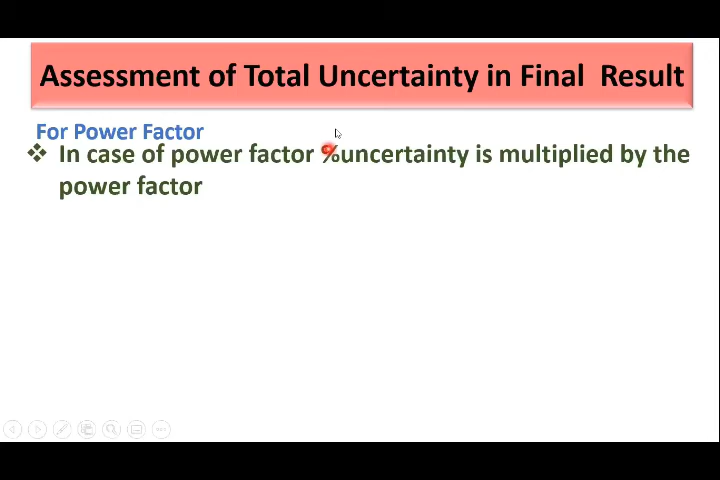 Assessment of Total Uncertainty in Final Result
For Power Factor
❖ In case of power factor %uncertainty is multiplied by the
power factor